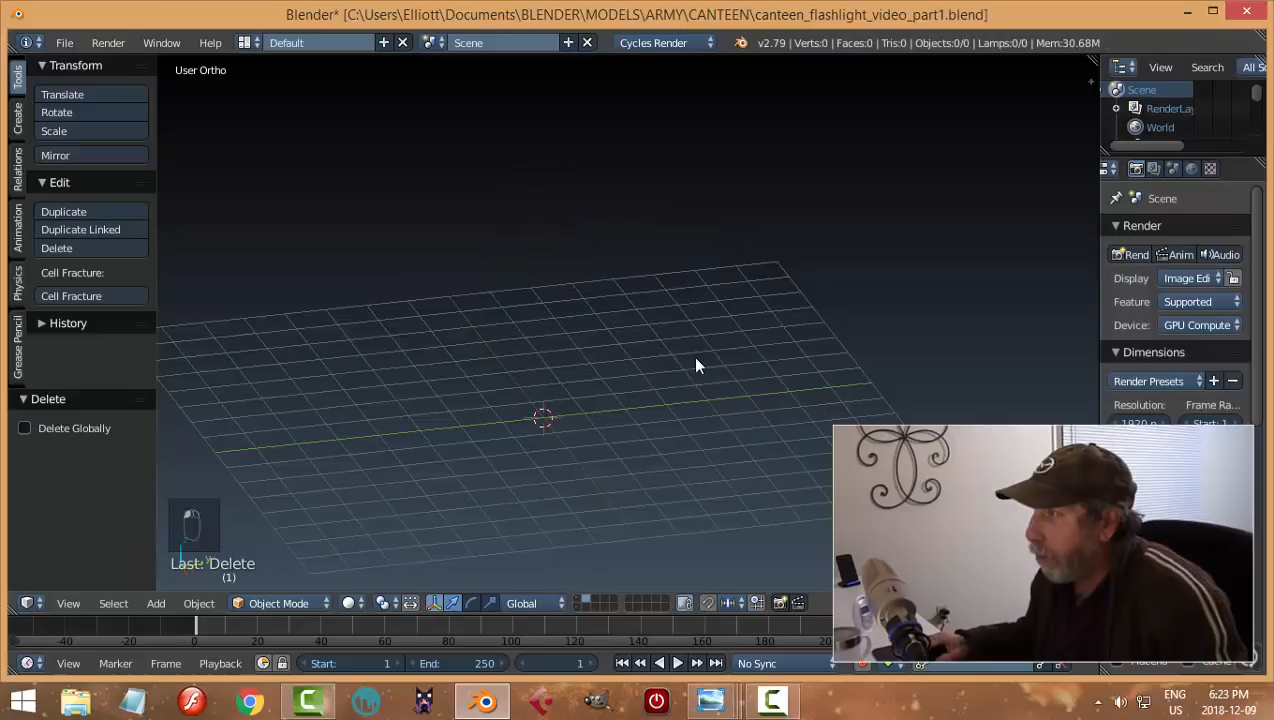 Blender* [C:\Users\Elliott\Documents\BLENDER\MODELS\ARMY\CANTEEN\canteen_flashlight_video_part1.blend]
File Render Window Help Default Scene Cycles Render v2.79 | Verts:0 | Faces:0 | Tris:0 | Objects:0/0 | Lamps:0/0 | Mem:30.68M
Tools
Create
Relations
Animation
Physics
Grease Pencil
Transform
Translate
Rotate
Scale
Mirror
Edit
Duplicate
Duplicate Linked
Delete
Cell Fracture:
Cell Fracture
History
Delete
Delete Globally
User Ortho
Last: Delete
(1)
View Search All S
Scene
RenderLay
World
Scene
Render
Rend Anim Audio
Display Image Edi
Feature Supported
Device: GPU Compute
Dimensions
Render Presets
Resolution: Frame Ra...
View Select Add Object Object Mode Global
-40 -20 0 20 40 60 80 100 120 140 160 180
View Marker Frame Playback Start: 1 End: 250 1 No Sync
ENG
US
6:23 PM
2018-12-09